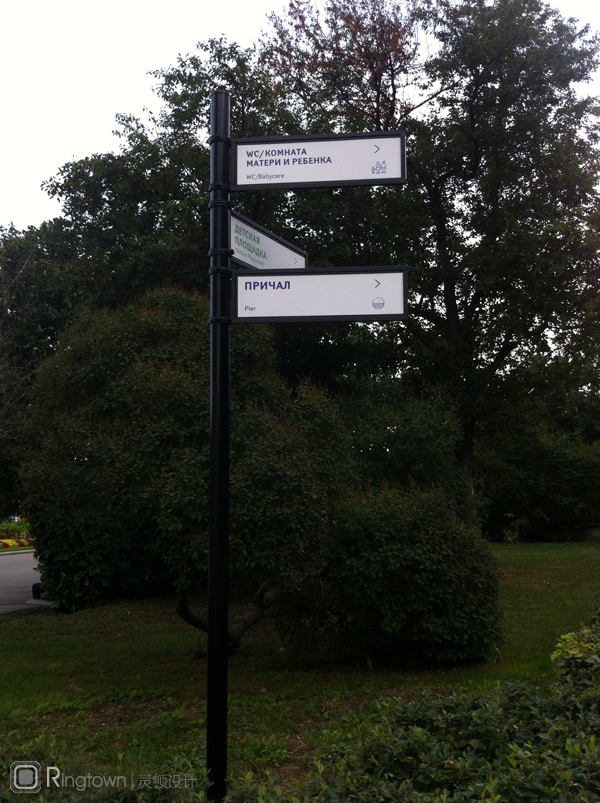 WC/КОМНАТА
МАТЕРИ И РЕБЕНКА
WC/Babycare
ДЕТСКАЯ
ПЛОЩАДКА
ПРИЧАЛ
Pier
Ringtown | 灵顿设计